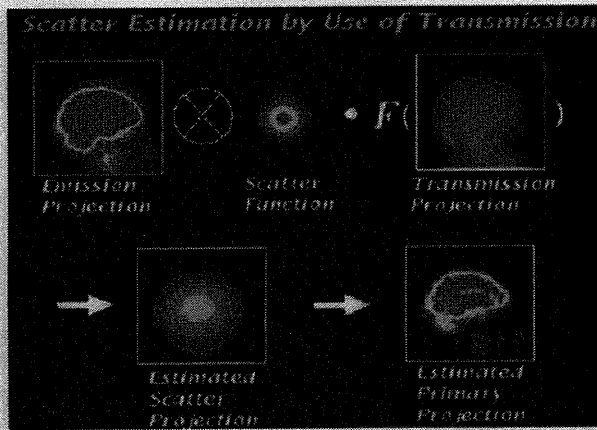 Scatter Estimation by Use of Transmission
F( )
Emission Projection
Scatter Function
Transmission Projection
Estimated Scatter Projection
Estimated Primary Projection